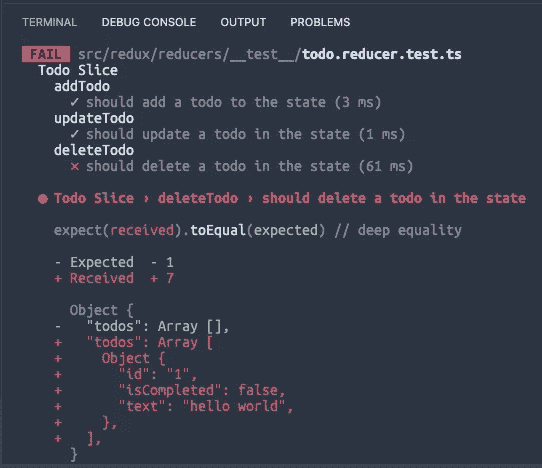 TERMINAL DEBUG CONSOLE OUTPUT PROBLEMS
FAIL src/redux/reducers/__test__/todo.reducer.test.ts
Todo Slice
addTodo
✓ should add a todo to the state (3 ms)
updateTodo
✓ should update a todo in the state (1 ms)
deleteTodo
✕ should delete a todo in the state (61 ms)
● Todo Slice › deleteTodo › should delete a todo in the state
expect(received).toEqual(expected) // deep equality
- Expected - 1
+ Received + 7
Object {
- "todos": Array [],
+ "todos": Array [
+ Object {
+ "id": "1",
+ "isCompleted": false,
+ "text": "hello world",
+ },
+ ],
}